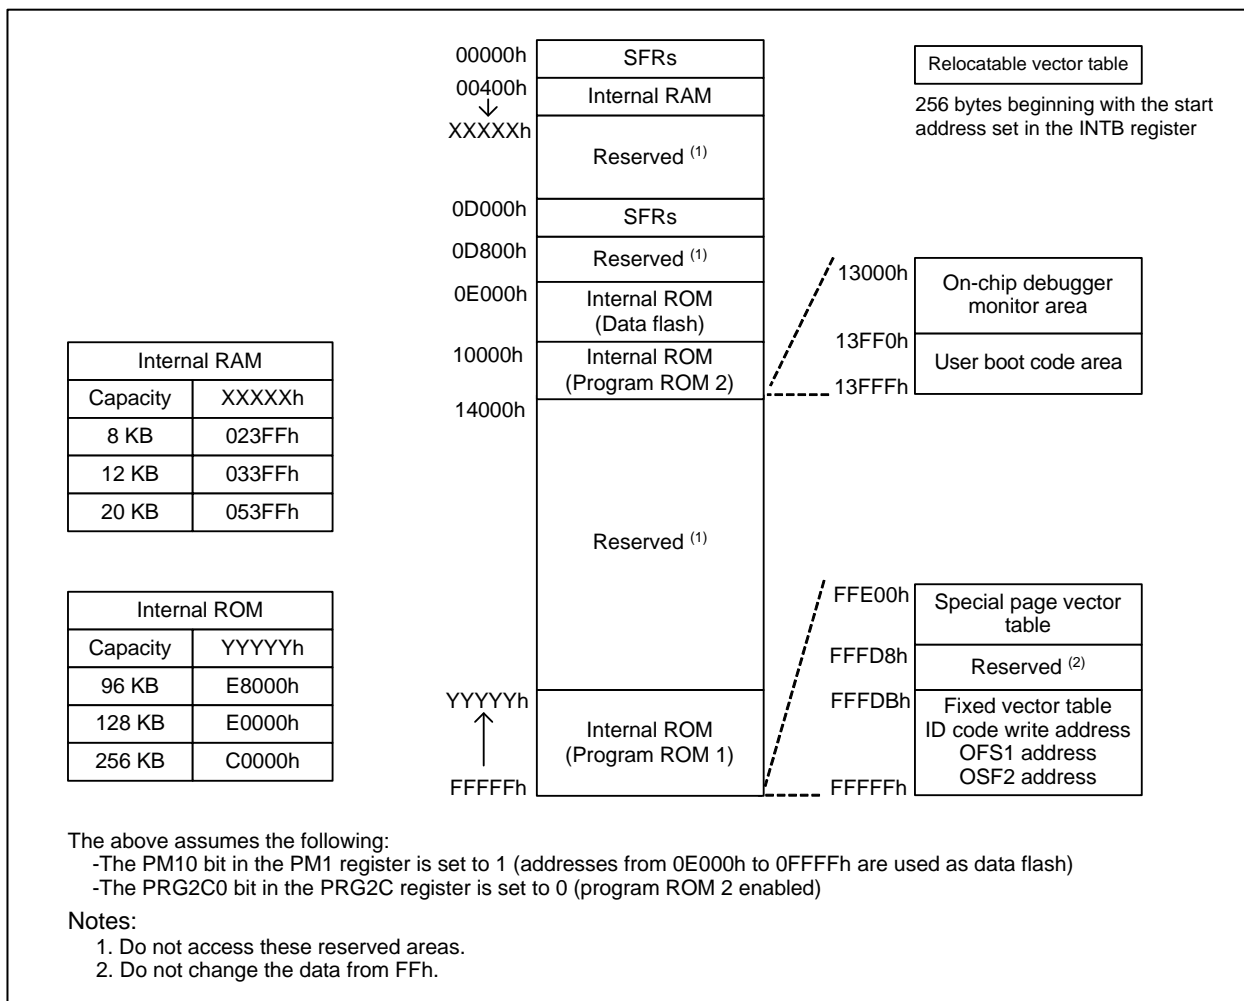 00000h
SFRs
00400h
Internal RAM
XXXXXh
Reserved (1)
0D000h
SFRs
0D800h
Reserved (1)
0E000h
Internal ROM
(Data flash)
10000h
Internal ROM
(Program ROM 2)
14000h
Reserved (1)
YYYYYh
Internal ROM
(Program ROM 1)
FFFFFh
Relocatable vector table
256 bytes beginning with the start
address set in the INTB register
13000h
On-chip debugger
monitor area
13FF0h
User boot code area
13FFFh
FFE00h
Special page vector
table
FFFD8h
Reserved (2)
FFFDBh
Fixed vector table
ID code write address
OFS1 address
OSF2 address
FFFFFh
Internal RAM
Capacity XXXXXh
8 KB 023FFh
12 KB 033FFh
20 KB 053FFh
Internal ROM
Capacity YYYYYh
96 KB E8000h
128 KB E0000h
256 KB C0000h
The above assumes the following:
-The PM10 bit in the PM1 register is set to 1 (addresses from 0E000h to 0FFFFh are used as data flash)
-The PRG2C0 bit in the PRG2C register is set to 0 (program ROM 2 enabled)
Notes:
1. Do not access these reserved areas.
2. Do not change the data from FFh.